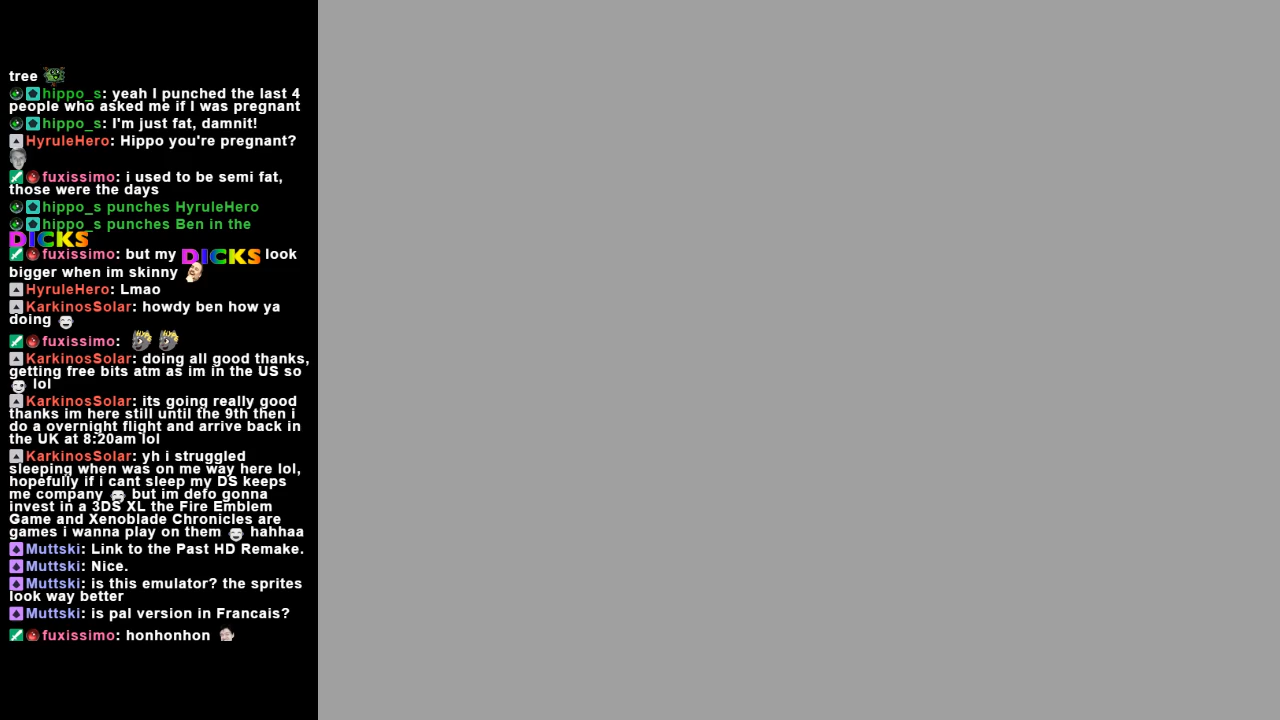 tree
hippo_s: yeah I punched the last 4
people who asked me if I was pregnant
hippo_s: I'm just fat, damnit!
HyruleHero: Hippo you're pregnant?
fuxissimo: i used to be semi fat,
those were the days
hippo_s punches HyruleHero
hippo_s punches Ben in the
DICKS
fuxissimo: but my DICKS look
bigger when im skinny
HyruleHero: Lmao
KarkinosSolar: howdy ben how ya
doing
fuxissimo:
KarkinosSolar: doing all good thanks,
getting free bits atm as im in the US so
lol
KarkinosSolar: its going really good
thanks im here still until the 9th then i
do a overnight flight and arrive back in
the UK at 8:20am lol
KarkinosSolar: yh i struggled
sleeping when was on me way here lol,
hopefully if i cant sleep my DS keeps
me company but im defo gonna
invest in a 3DS XL the Fire Emblem
Game and Xenoblade Chronicles are
games i wanna play on them hahhaa
Muttski: Link to the Past HD Remake.
Muttski: Nice.
Muttski: is this emulator? the sprites
look way better
Muttski: is pal version in Francais?
fuxissimo: honhonhon